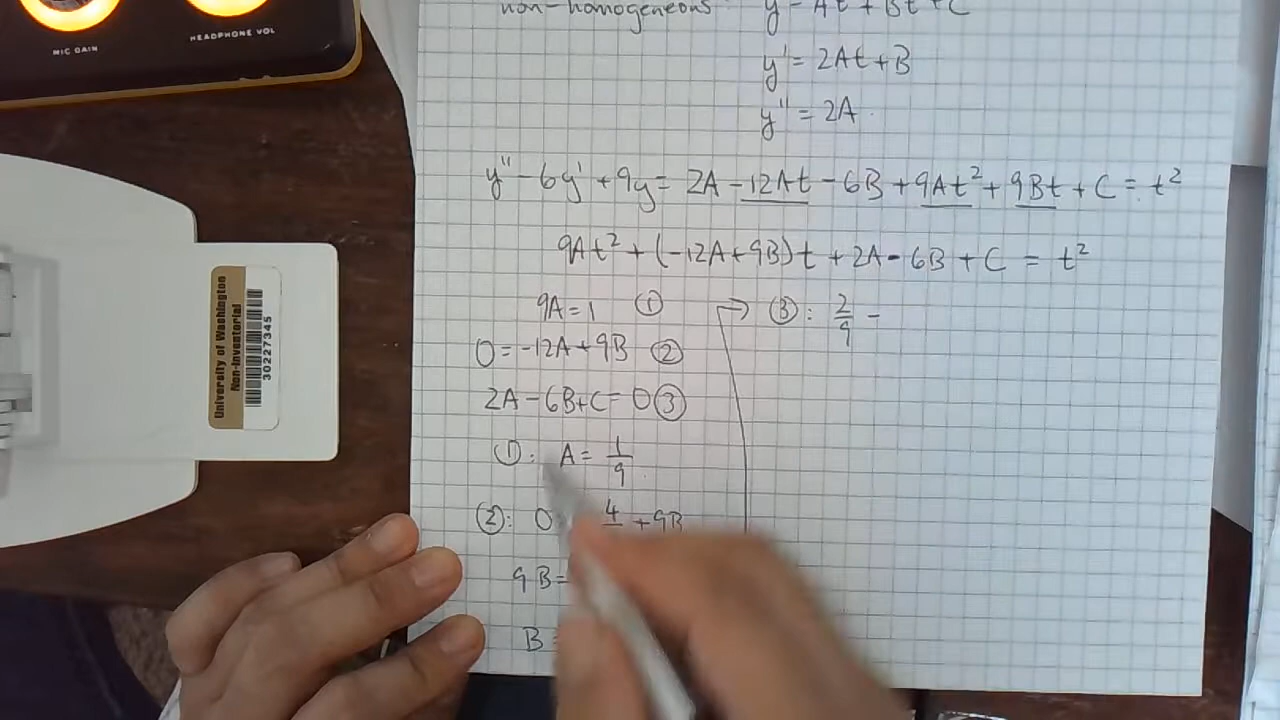 MIC GAIN
HEADPHONE VOL
University of Washington
Non-Inventorial
30227345
non-homogeneous y = At² + Bt + C
y' = 2At + B
y'' = 2A
y'' - 6y' + 9y = 2A - 12At - 6B + 9At² + 9Bt + C = t²
9At² + (-12A + 9B)t + 2A - 6B + C = t²
9A = 1 ①
0 = -12A + 9B ②
2A - 6B + C = 0 ③
①: A = 1/9
②: 0 4 + 9B
9B =
B =
→ ③: 2/9 -